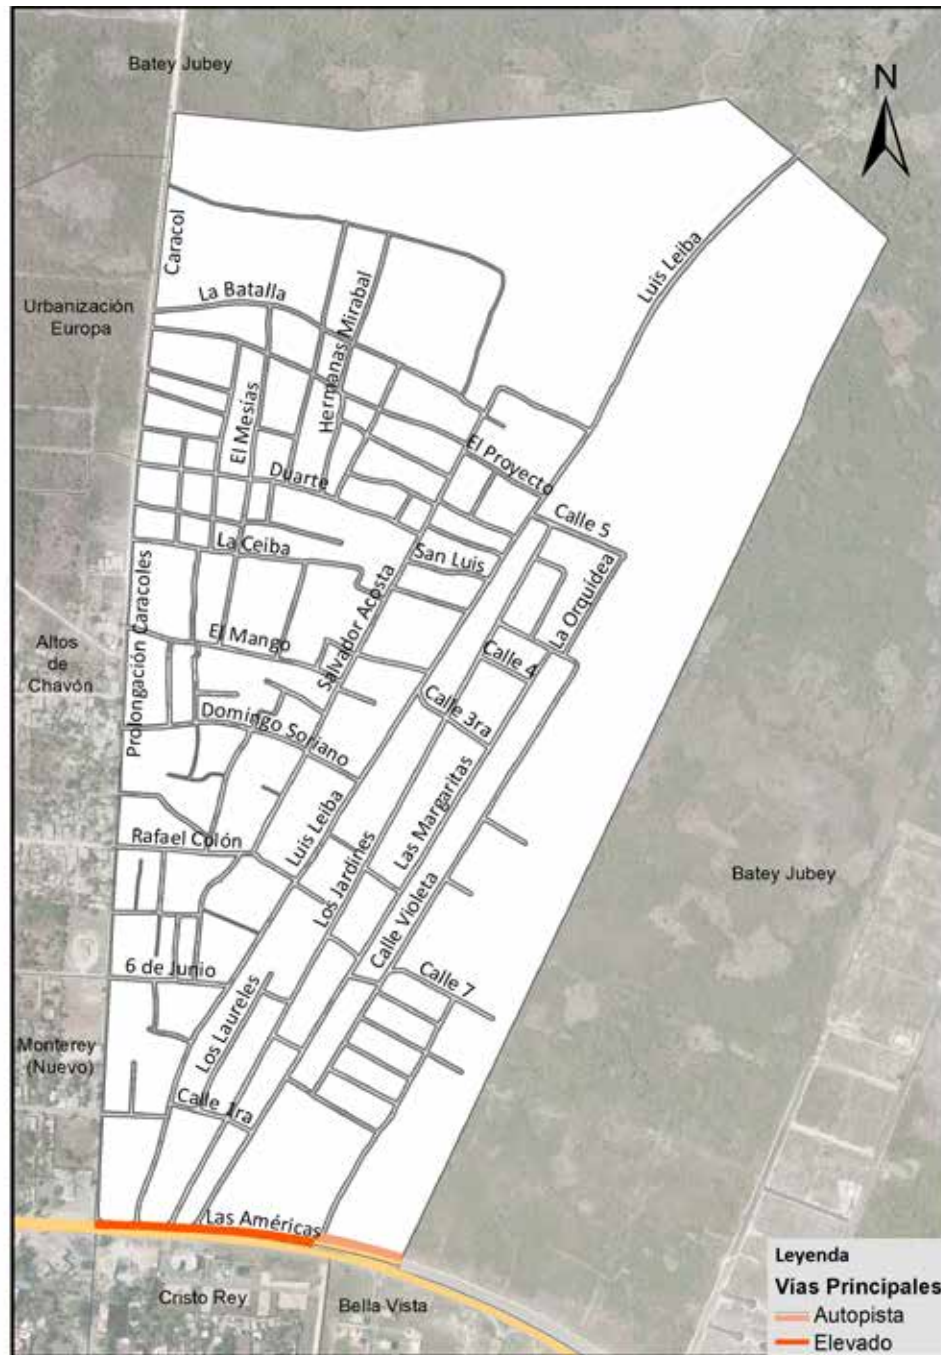 Batey Jubey
N
Caracol
Luis Leiba
La Batalla
Urbanización
Europa
Hermanas Mirabal
El Mesias
El Proyecto
Duarte
Calle 5
La Ceiba
San Luis
La Orquídea
Prolongación Caracoles
Salvador Acosta
El Mango
Altos
de
Chavón
Calle 4
Calle 3ra
Domingo Soriano
Luis Leiba
Las Margaritas
Rafael Colón
Los Jardines
Batey Jubey
Calle Violeta
6 de Junio
Calle 7
Los Laureles
Monterey
(Nuevo)
Calle 1ra
Las Américas
Cristo Rey
Bella Vista
Leyenda
Vías Principales
Autopista
Elevado